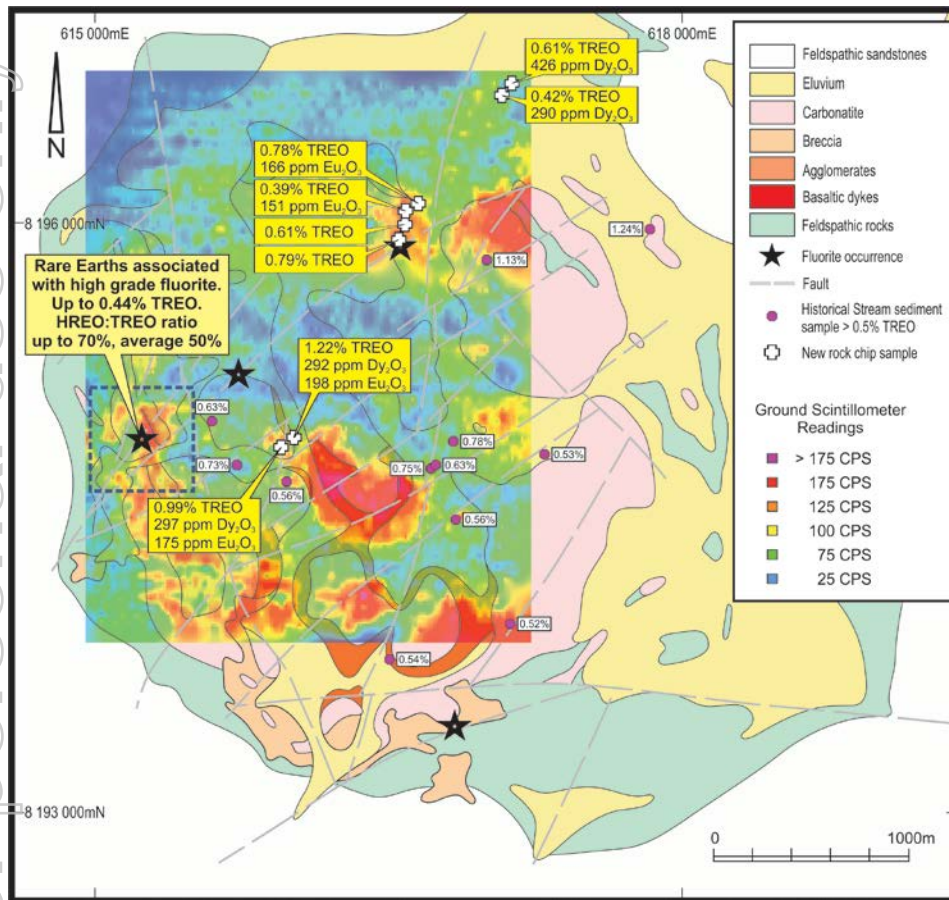 615 000mE
618 000mE
N
8 196 000mN
8 193 000mN
0.61% TREO
426 ppm Dy₂O₃
0.42% TREO
290 ppm Dy₂O₃
0.78% TREO
166 ppm Eu₂O₃
0.39% TREO
151 ppm Eu₂O₃
0.61% TREO
0.79% TREO
1.24%
1.13%
Rare Earths associated
with high grade fluorite.
Up to 0.44% TREO.
HREO:TREO ratio
up to 70%, average 50%
1.22% TREO
292 ppm Dy₂O₃
198 ppm Eu₂O₃
0.63%
0.73%
0.56%
0.78%
0.75%
0.63%
0.53%
0.56%
0.99% TREO
297 ppm Dy₂O₃
175 ppm Eu₂O₃
0.52%
0.54%
Feldspathic sandstones
Eluvium
Carbonatite
Breccia
Agglomerates
Basaltic dykes
Feldspathic rocks
Fluorite occurrence
Fault
Historical Stream sediment
sample > 0.5% TREO
New rock chip sample
Ground Scintillometer
Readings
> 175 CPS
175 CPS
125 CPS
100 CPS
75 CPS
25 CPS
0 1000m